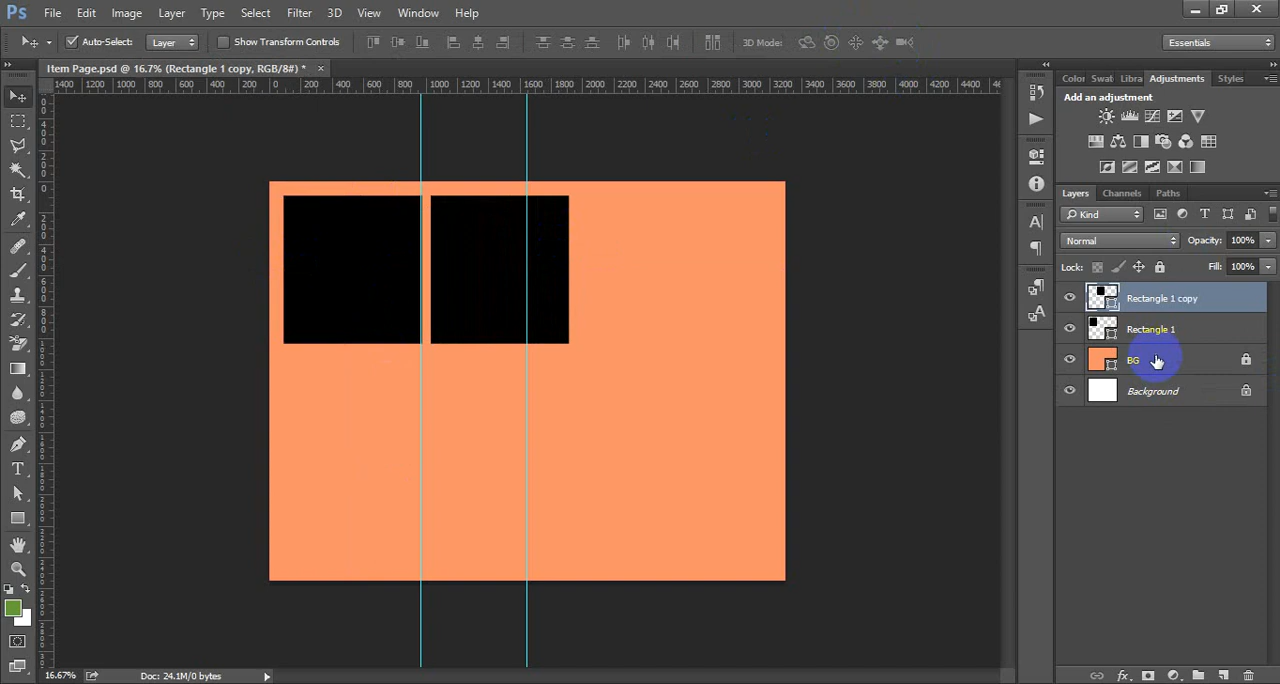 Ps File Edit Image Layer Type Select Filter 3D View Window Help
Auto-Select: Layer Show Transform Controls 3D Mode: Essentials
Item Page.psd @ 16.7% (Rectangle 1 copy, RGB/8#) * ×
Color Swat Libra Adjustments Styles
1400 1200 1000 800 600 400 200 0 200 400 600 800 1000 1200 1400 1600 1800 2000 2200 2400 2600 2800 3000 3200 3400 3600 3800 4000 4200 4400
Add an adjustment
Layers Channels Paths
Kind
Normal Opacity: 100%
Lock: Fill: 100%
Rectangle 1 copy
Rectangle 1
BG
Background
16.67% Doc: 24.1M/0 bytes